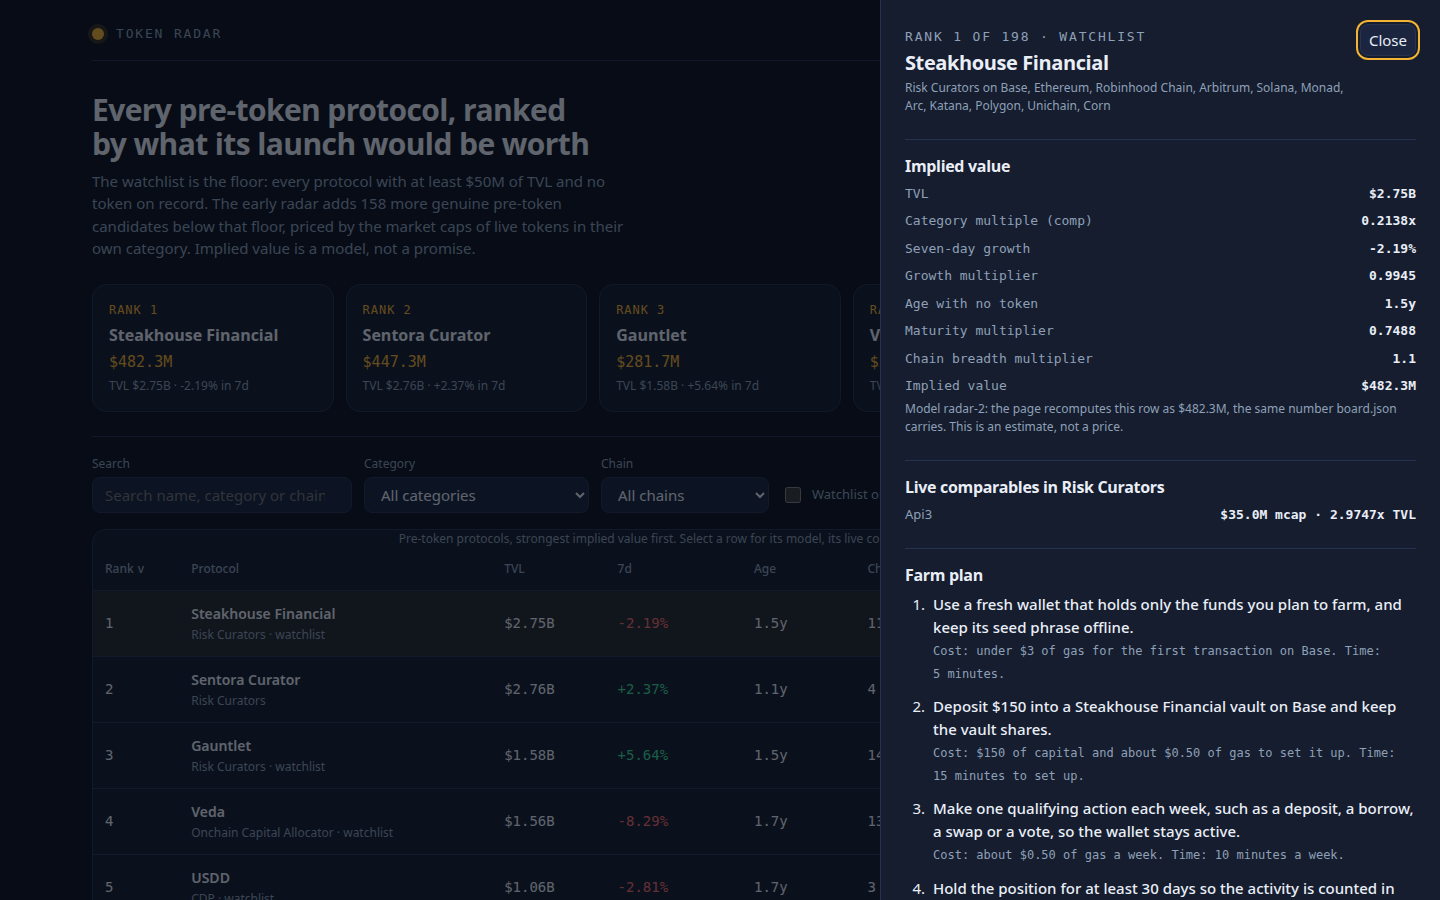 TOKEN RADAR
Every pre-token protocol, ranked
by what its launch would be worth
The watchlist is the floor: every protocol with at least $50M of TVL and no
token on record. The early radar adds 158 more genuine pre-token
candidates below that floor, priced by the market caps of live tokens in their
own category. Implied value is a model, not a promise.
RANK 1
Steakhouse Financial
$482.3M
TVL $2.75B · -2.19% in 7d
RANK 2
Sentora Curator
$447.3M
TVL $2.76B · +2.37% in 7d
RANK 3
Gauntlet
$281.7M
TVL $1.58B · +5.64% in 7d
Search
Category
Chain
Search name, category or chain
All categories
All chains
Watchlist o
Pre-token protocols, strongest implied value first. Select a row for its model, its live co
Rank v Protocol TVL 7d Age Ch
1 Steakhouse Financial $2.75B -2.19% 1.5y 11
Risk Curators · watchlist
2 Sentora Curator $2.76B +2.37% 1.1y 4
Risk Curators
3 Gauntlet $1.58B +5.64% 1.5y 14
Risk Curators · watchlist
4 Veda $1.56B -8.29% 1.7y 13
Onchain Capital Allocator · watchlist
5 USDD $1.06B -2.81% 1.7y 3
CDP · watchlist
RANK 1 OF 198 · WATCHLIST
Close
Steakhouse Financial
Risk Curators on Base, Ethereum, Robinhood Chain, Arbitrum, Solana, Monad,
Arc, Katana, Polygon, Unichain, Corn
Implied value
TVL $2.75B
Category multiple (comp) 0.2138x
Seven-day growth -2.19%
Growth multiplier 0.9945
Age with no token 1.5y
Maturity multiplier 0.7488
Chain breadth multiplier 1.1
Implied value $482.3M
Model radar-2: the page recomputes this row as $482.3M, the same number board.json
carries. This is an estimate, not a price.
Live comparables in Risk Curators
Api3 $35.0M mcap · 2.9747x TVL
Farm plan
1. Use a fresh wallet that holds only the funds you plan to farm, and
keep its seed phrase offline.
Cost: under $3 of gas for the first transaction on Base. Time:
5 minutes.
2. Deposit $150 into a Steakhouse Financial vault on Base and keep
the vault shares.
Cost: $150 of capital and about $0.50 of gas to set it up. Time:
15 minutes to set up.
3. Make one qualifying action each week, such as a deposit, a borrow,
a swap or a vote, so the wallet stays active.
Cost: about $0.50 of gas a week. Time: 10 minutes a week.
4. Hold the position for at least 30 days so the activity is counted in